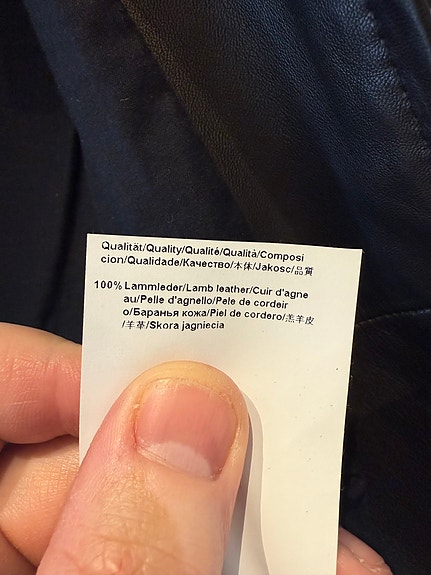 Qualität/Quality/Qualité/Qualità/Composi
cion/Qualidade/Качество/本体/Jakosc/品質
100% Lammleder/Lamb leather/Cuir d'agne
au/Pelle d'agnello/Pele de cordeir
o/Баранья кожа/Piel de cordero/羔羊皮
/羊革/Skora jagniecia